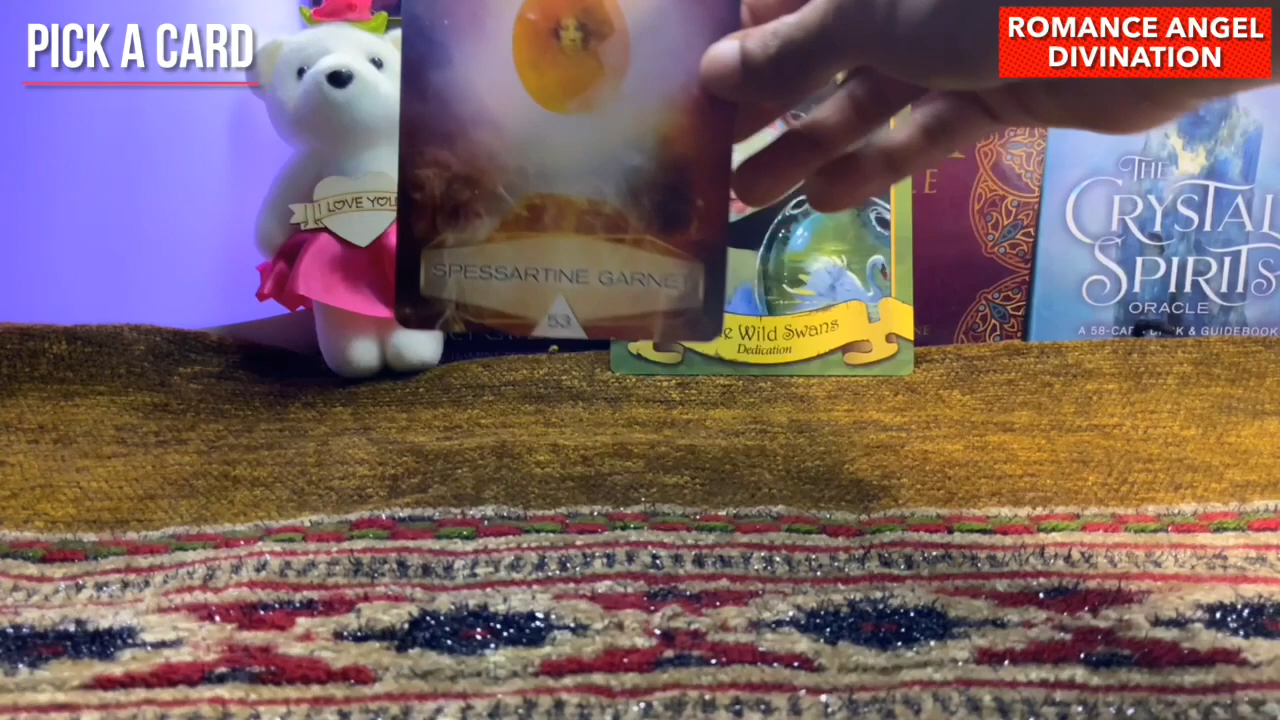 PICK A CARD
ROMANCE ANGEL
DIVINATION
I LOVE YOU
SPESSARTINE GARNET
53
Wild Swans
Dedication
THE
CRYSTAL
SPIRITS
ORACLE
A 58-CARD DECK & GUIDEBOOK